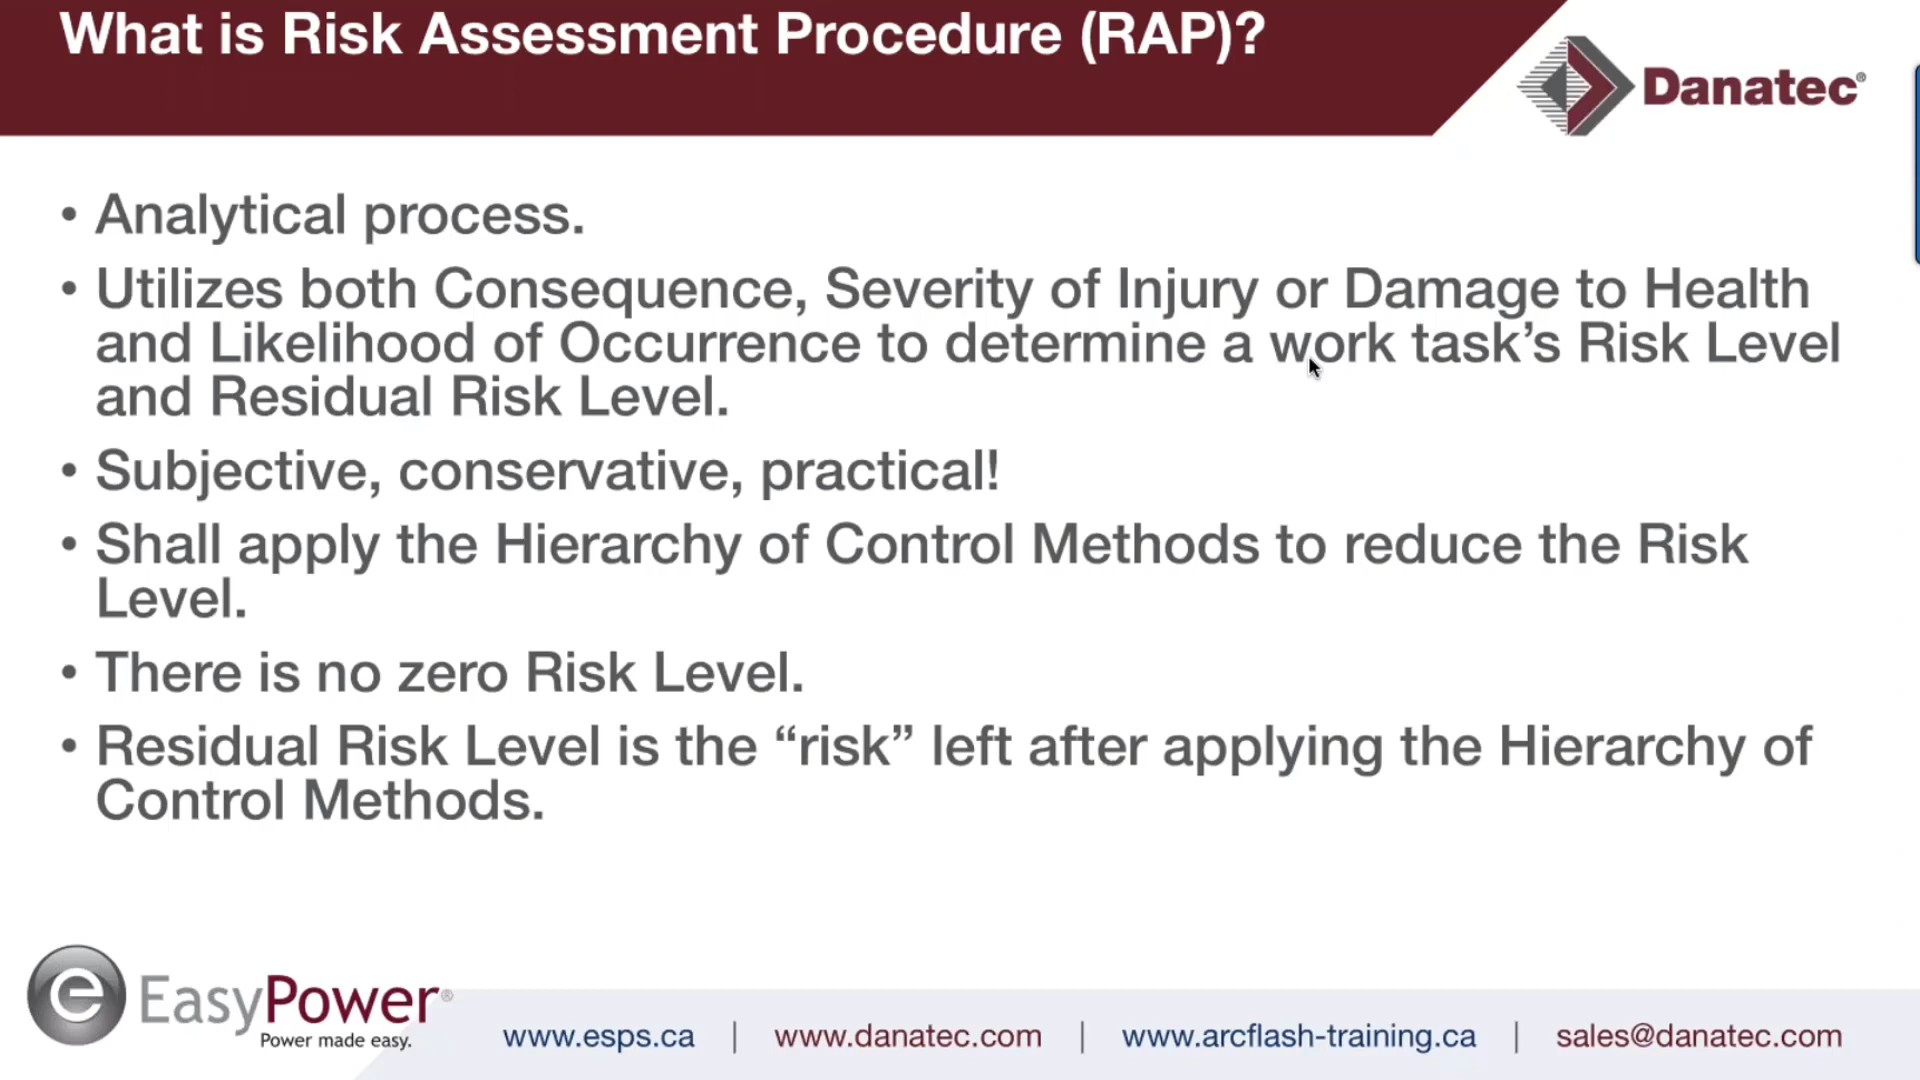 What is Risk Assessment Procedure (RAP)?
Danatec®
• Analytical process.
• Utilizes both Consequence, Severity of Injury or Damage to Health
and Likelihood of Occurrence to determine a work task’s Risk Level
and Residual Risk Level.
• Subjective, conservative, practical!
• Shall apply the Hierarchy of Control Methods to reduce the Risk
Level.
• There is no zero Risk Level.
• Residual Risk Level is the “risk” left after applying the Hierarchy of
Control Methods.
e EasyPower®
Power made easy.
www.esps.ca | www.danatec.com | www.arcflash-training.ca | sales@danatec.com